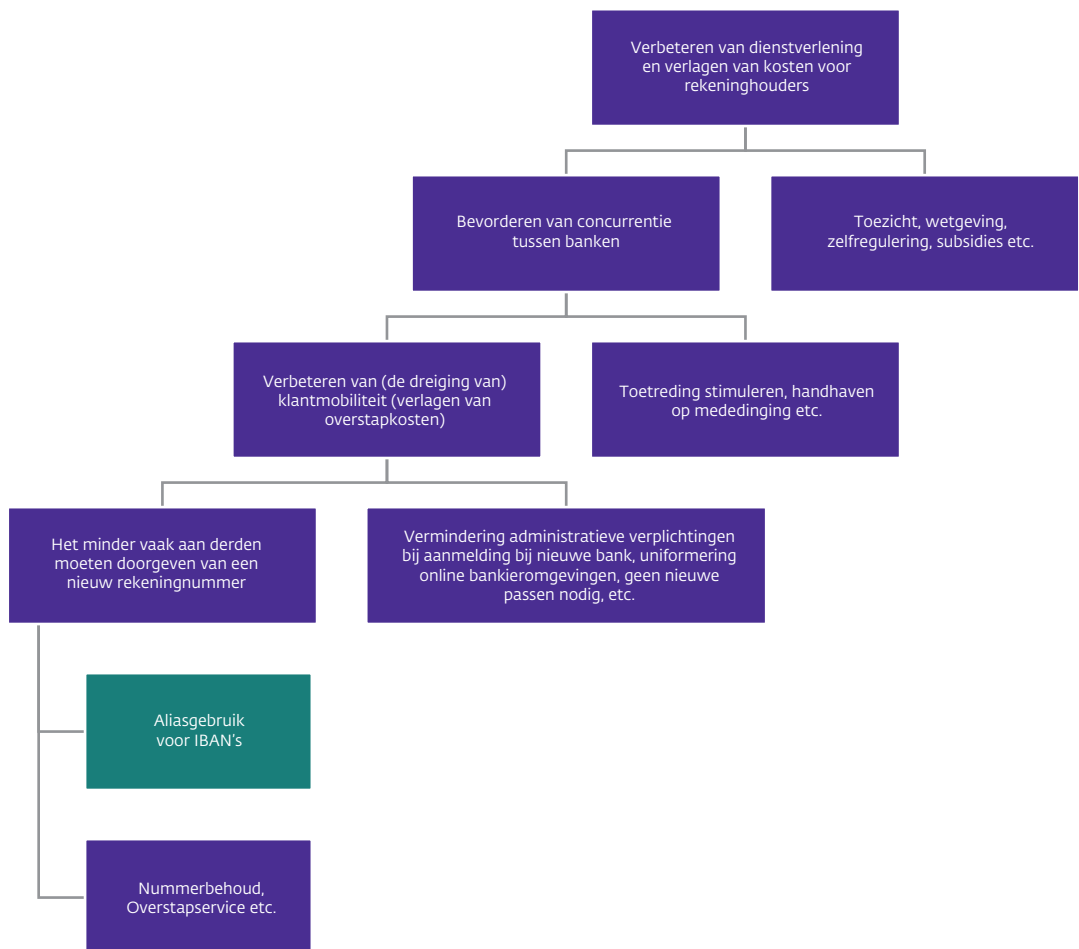 Verbeteren van dienstverlening
en verlagen van kosten voor
rekeninghouders
Bevorderen van concurrentie
tussen banken
Toezicht, wetgeving,
zelfregulering, subsidies etc.
Verbeteren van (de dreiging van)
klantmobiliteit (verlagen van
overstapkosten)
Toetreding stimuleren, handhaven
op mededinging etc.
Het minder vaak aan derden
moeten doorgeven van een
nieuw rekeningnummer
Vermindering administratieve verplichtingen
bij aanmelding bij nieuwe bank, uniformering
online bankieromgevingen, geen nieuwe
passen nodig, etc.
Aliasgebruik
voor IBAN’s
Nummerbehoud,
Overstapservice etc.